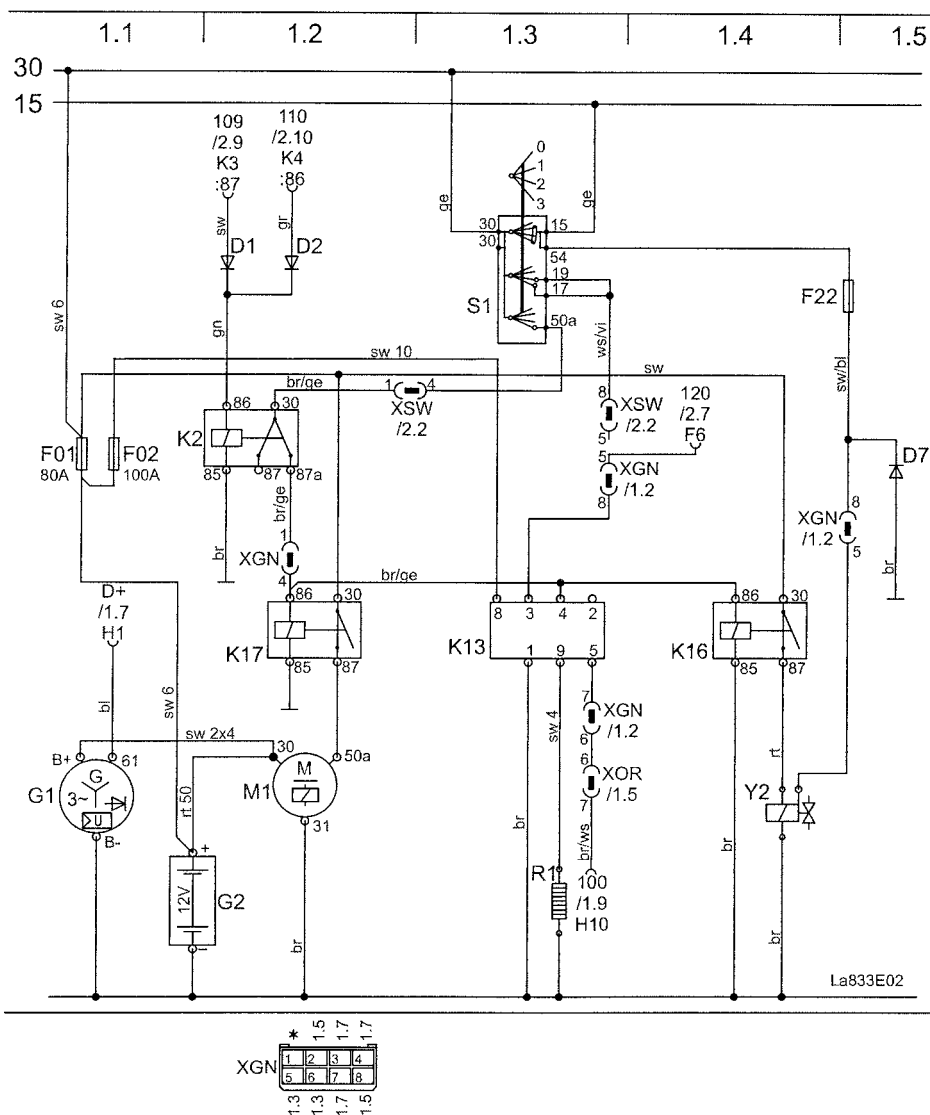 1.1 1.2 1.3 1.4 1.5
30
15
109 110
/2.9 /2.10
K3 K4
:87 :86
sw gr
D1 D2
gn
sw 6
ge
ge
0
1
2
3
30 15
30 54
19
17
50a
S1
ws/vi
F22
sw/bl
sw 10
sw
br/ge
1 4
XSW
/2.2
8
XSW
/2.2
5
120
/2.7
F6
5
XGN
/1.2
8
F01
80A
F02
100A
86 30
K2
85 87 87a
br
br/ge
1
XGN
4
br/ge
D7
br
8
XGN
/1.2
5
D+
/1.7
H1
bl
86 30
K17
85 87
8 3 4 2
K13
1 9 5
86 30
K16
85 87
sw 6
sw 2x4
B+ 61
G1
G
3~
U
B-
rt 50
30 50a
M1
M
31
br
+
12V
G2
–
br
sw 4
7
XGN
/1.2
6
6
XOR
/1.5
7
br/ws
R1
100
/1.9
H10
br
rt
Y2
br
La833E02
* 1.5 1.7 1.7
XGN
1 2 3 4
5 6 7 8
1.3 1.3 1.7 1.5